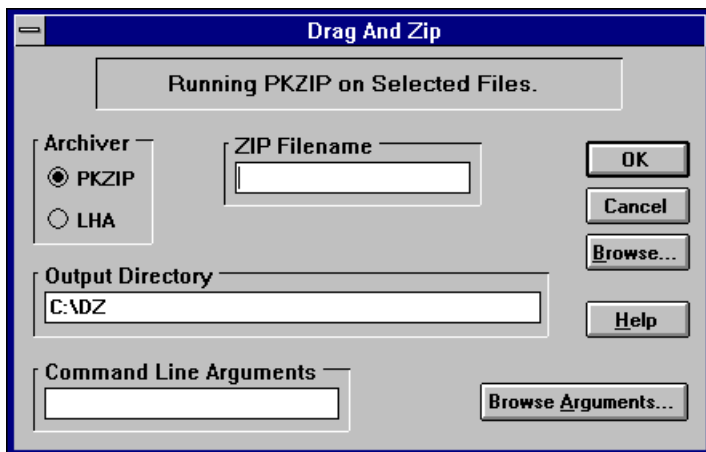 Drag And Zip
Running PKZIP on Selected Files.
Archiver
PKZIP
LHA
ZIP Filename
OK
Cancel
Browse...
Output Directory
C:\DZ
Help
Command Line Arguments
Browse Arguments...